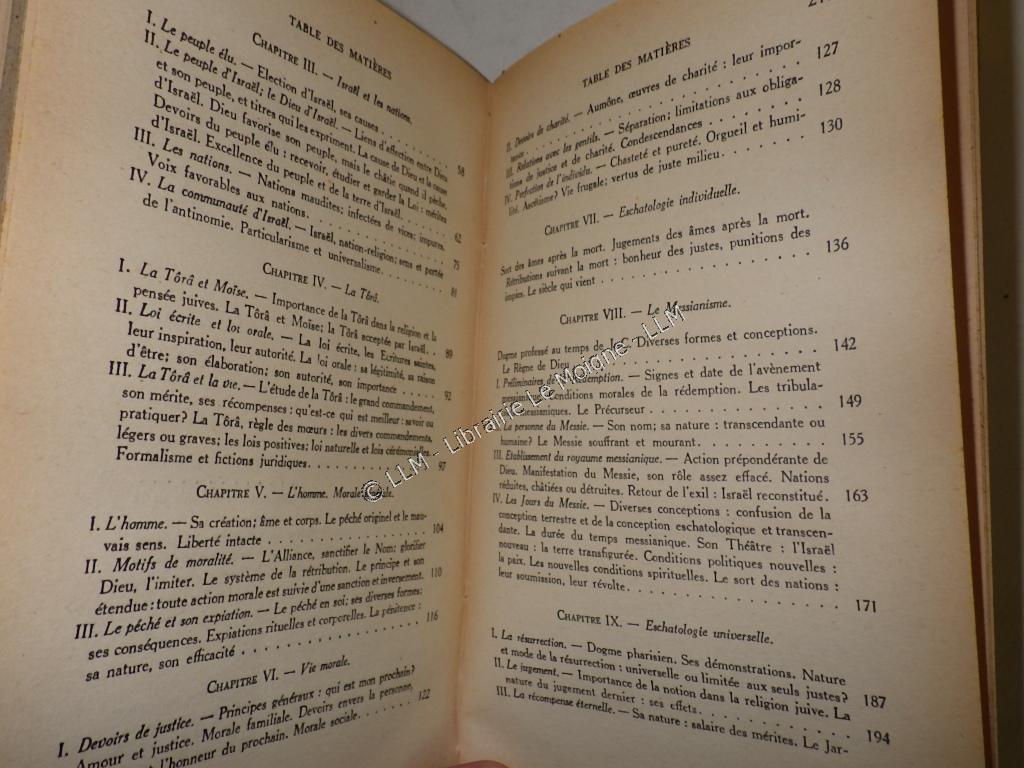 TABLE DES MATIÈRES
CHAPITRE III. — Israël et les nations.
I. Le peuple élu. — Election d'Israël, ses causes . . . . . 58
II. Le peuple d'Israël; le Dieu d'Israël. — Liens d'affection entre Dieu
et son peuple, et titres qui les expriment. La cause de Dieu et la cause
d'Israël. Dieu favorise son peuple, mais le châtie quand il pèche.
Devoirs du peuple élu : recevoir, étudier et garder la Loi : mérites
d'Israël. Excellence du peuple et de la terre d'Israël . . . . . 62
III. Les nations. — Nations maudites; infectées de vices; impures.
Voix favorables aux nations . . . . . 75
IV. La communauté d'Israël. — Israël, nation-religion; sens et portée
de l'antinomie. Particularisme et universalisme . . . . . 81
CHAPITRE IV. — La Tôrâ.
I. La Tôrâ et Moïse. — Importance de la Tôrâ dans la religion et la
pensée juives. La Tôrâ et Moïse; la Tôrâ acceptée par Israël . . 89
II. Loi écrite et loi orale. — La loi écrite, les Ecritures saintes,
leur inspiration, leur autorité. La loi orale : sa légitimité, sa raison
d'être; son élaboration; son autorité, son importance . . . . . 92
III. La Tôrâ et la vie. — L'étude de la Tôrâ : le grand commandement,
son mérite, ses récompenses : qu'est-ce qui est meilleur : savoir ou
pratiquer? La Tôrâ, règle des mœurs : les divers commandements,
légers ou graves; les lois positives; loi naturelle et lois cérémonielles.
Formalisme et fictions juridiques . . . . . 97
CHAPITRE V. — L'homme. Morale générale.
I. L'homme. — Sa création; âme et corps. Le péché originel et le mau-
vais sens. Liberté intacte . . . . . 104
II. Motifs de moralité. — L'Alliance, sanctifier le Nom; glorifier
Dieu, l'imiter. Le système de la rétribution. Le principe et son
étendue : toute action morale est suivie d'une sanction et inversement. 110
III. Le péché et son expiation. — Le péché en soi; ses diverses formes;
ses conséquences. Expiations rituelles et corporelles. La pénitence :
sa nature, son efficacité . . . . . 116
CHAPITRE VI. — Vie morale.
I. Devoirs de justice. — Principes généraux : qui est mon prochain?
Amour et justice. Morale familiale. Devoirs envers la personne,
l'honneur du prochain. Morale sociale . . . . . 122
TABLE DES MATIÈRES
II. Devoirs de charité. — Aumône, œuvres de charité : leur impor-
tance . . . . . 127
III. Relations avec les gentils. — Séparation; limitations aux obliga-
tions de justice et de charité. Condescendances . . . . . 128
IV. Perfection de l'individu. — Chasteté et pureté. Orgueil et humi-
lité. Ascétisme? Vie frugale; vertus de juste milieu . . . . . 130
CHAPITRE VII. — Eschatologie individuelle.
Sort des âmes après la mort. Jugements des âmes après la mort.
Rétributions suivant la mort : bonheur des justes, punitions des
impies. Le siècle qui vient . . . . . 136
CHAPITRE VIII. — Le Messianisme.
Dogme professé au temps de J.-C. Diverses formes et conceptions.
Le Règne de Dieu . . . . . 142
I. Préliminaires de la Rédemption. — Signes et date de l'avènement
messianique. Conditions morales de la rédemption. Les tribula-
tions messianiques. Le Précurseur . . . . . 149
La personne du Messie. — Son nom; sa nature : transcendante ou
humaine? Le Messie souffrant et mourant . . . . . 155
III. Etablissement du royaume messianique. — Action prépondérante de
Dieu. Manifestation du Messie, son rôle assez effacé. Nations
réduites, châtiées ou détruites. Retour de l'exil : Israël reconstitué. 163
IV. Les Jours du Messie. — Diverses conceptions : confusion de la
conception terrestre et de la conception eschatologique et transcen-
dante. La durée du temps messianique. Son Théâtre : l'Israël
nouveau : la terre transfigurée. Conditions politiques nouvelles :
la paix. Les nouvelles conditions spirituelles. Le sort des nations :
leur soumission, leur révolte . . . . . 171
CHAPITRE IX. — Eschatologie universelle.
I. La résurrection. — Dogme pharisien. Ses démonstrations. Nature
et mode de la résurrection : universelle ou limitée aux seuls justes? 187
II. Le jugement. — Importance de la notion dans la religion juive. La
nature du jugement dernier : ses effets . . . . . 194
III. La récompense éternelle. — Sa nature : salaire des mérites. Le Jar-
© LLM - Librairie Le Moigne - LLM